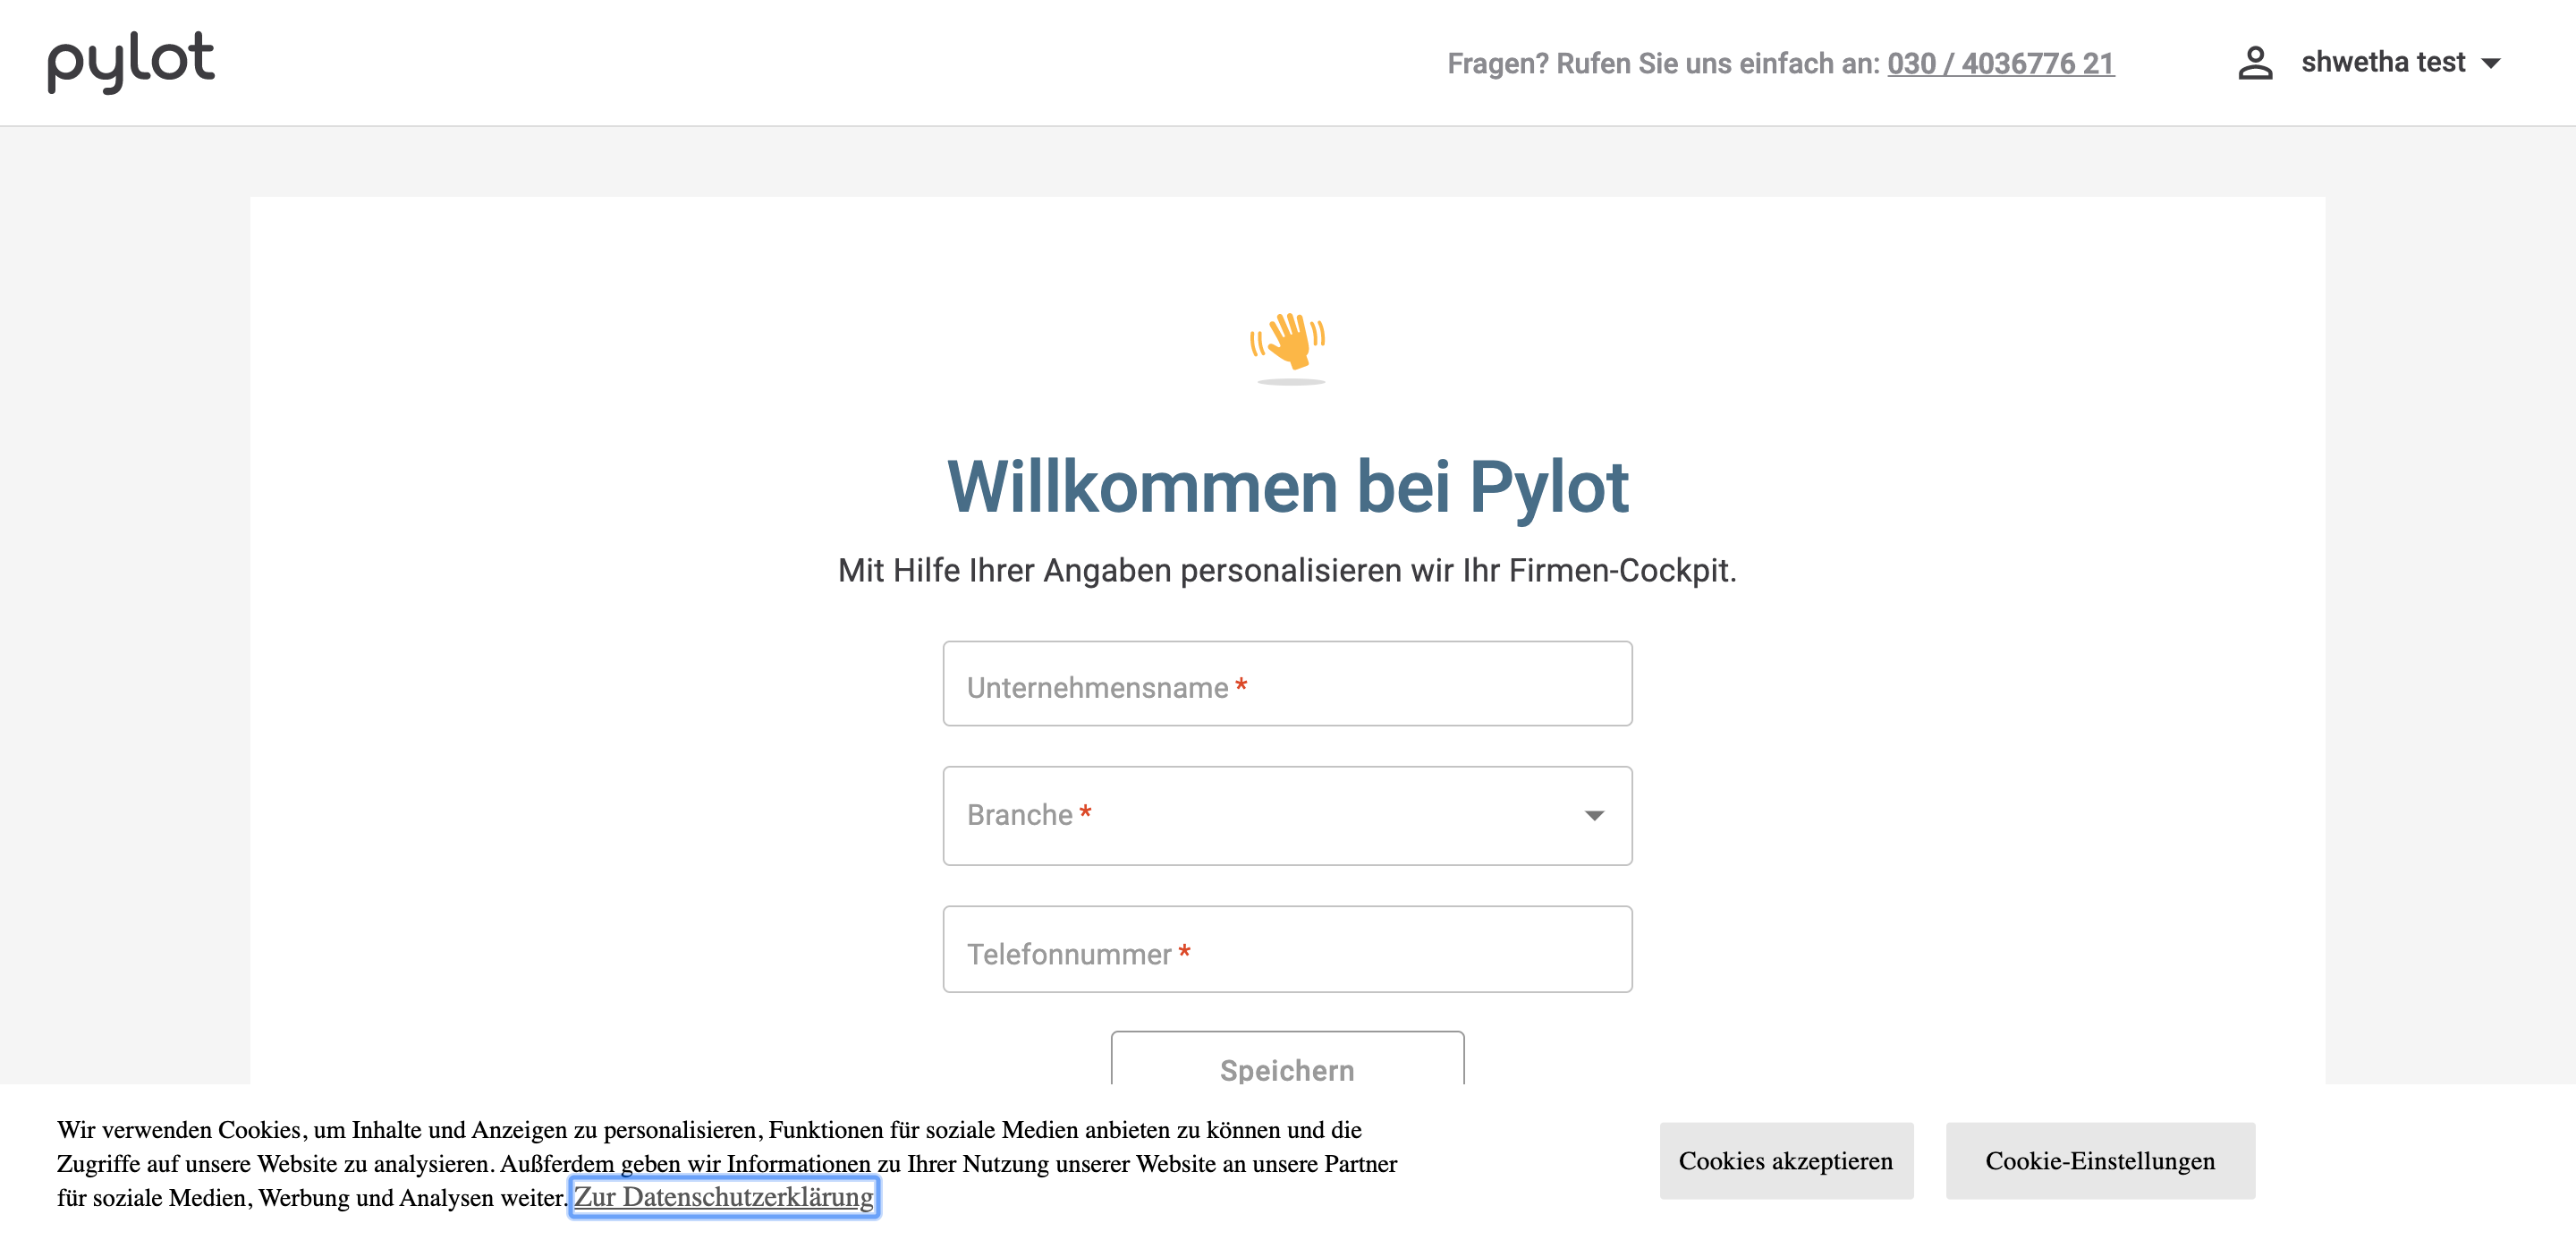 pylot
Fragen? Rufen Sie uns einfach an: 030 / 4036776 21
shwetha test
Willkommen bei Pylot
Mit Hilfe Ihrer Angaben personalisieren wir Ihr Firmen-Cockpit.
Unternehmensname *
Branche *
Telefonnummer *
Speichern
Wir verwenden Cookies, um Inhalte und Anzeigen zu personalisieren, Funktionen für soziale Medien anbieten zu können und die
Zugriffe auf unsere Website zu analysieren. Außferdem geben wir Informationen zu Ihrer Nutzung unserer Website an unsere Partner
für soziale Medien, Werbung und Analysen weiter. Zur Datenschutzerklärung
Cookies akzeptieren
Cookie-Einstellungen